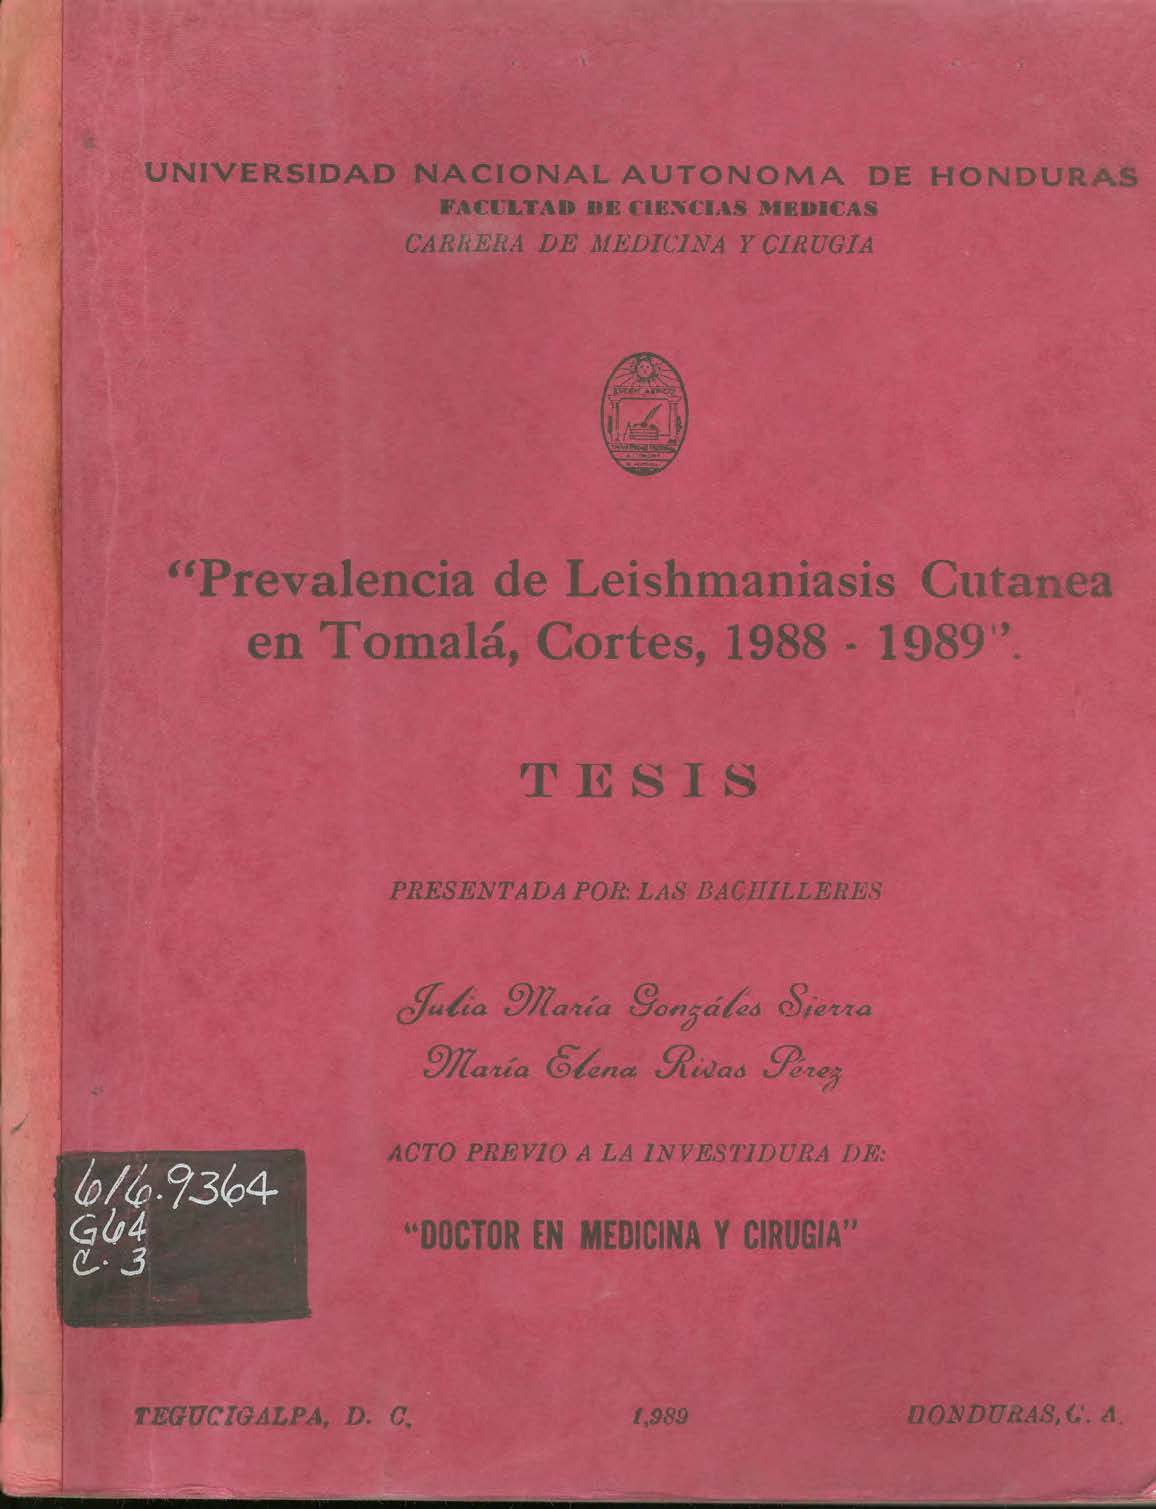 UNIVERSIDAD NACIONAL AUTONOMA DE HONDURAS
FACULTAD DE CIENCIAS MEDICAS
CARRERA DE MEDICINA Y CIRUGIA
“Prevalencia de Leishmaniasis Cutanea
en Tomalá, Cortes, 1988 - 1989”.
TESIS
PRESENTADA POR: LAS BACHILLERES
Julia María Gonzáles Sierra
María Elena Rivas Pérez
ACTO PREVIO A LA INVESTIDURA DE:
“DOCTOR EN MEDICINA Y CIRUGIA”
616.9364
G64
C. 3
TEGUCIGALPA, D. C. 1,989 HONDURAS, C. A.